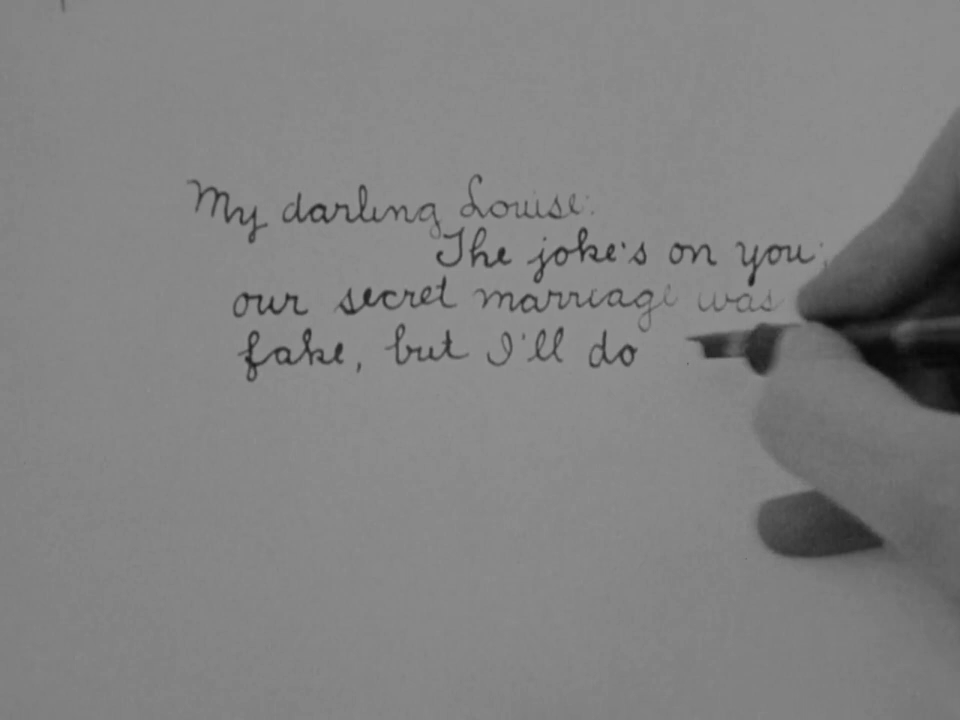 My darling Louise:
The joke's on you;
our secret marriage was
fake, but I'll do